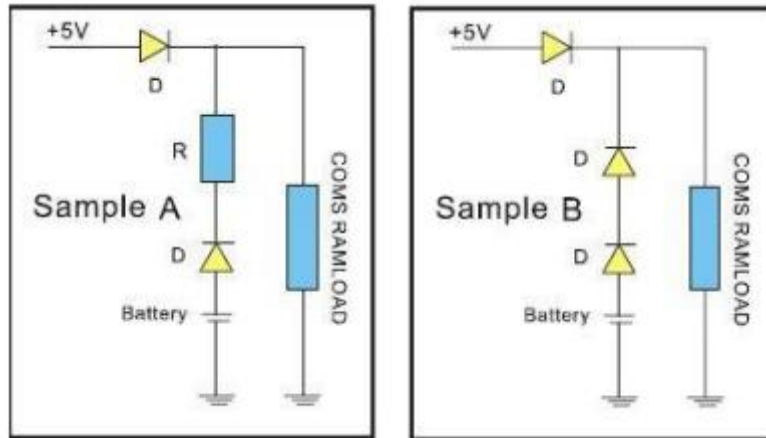 +5V
D
R
Sample A
D
Battery
COMS RAMLOAD
+5V
D
D
Sample B
D
Battery
COMS RAMLOAD